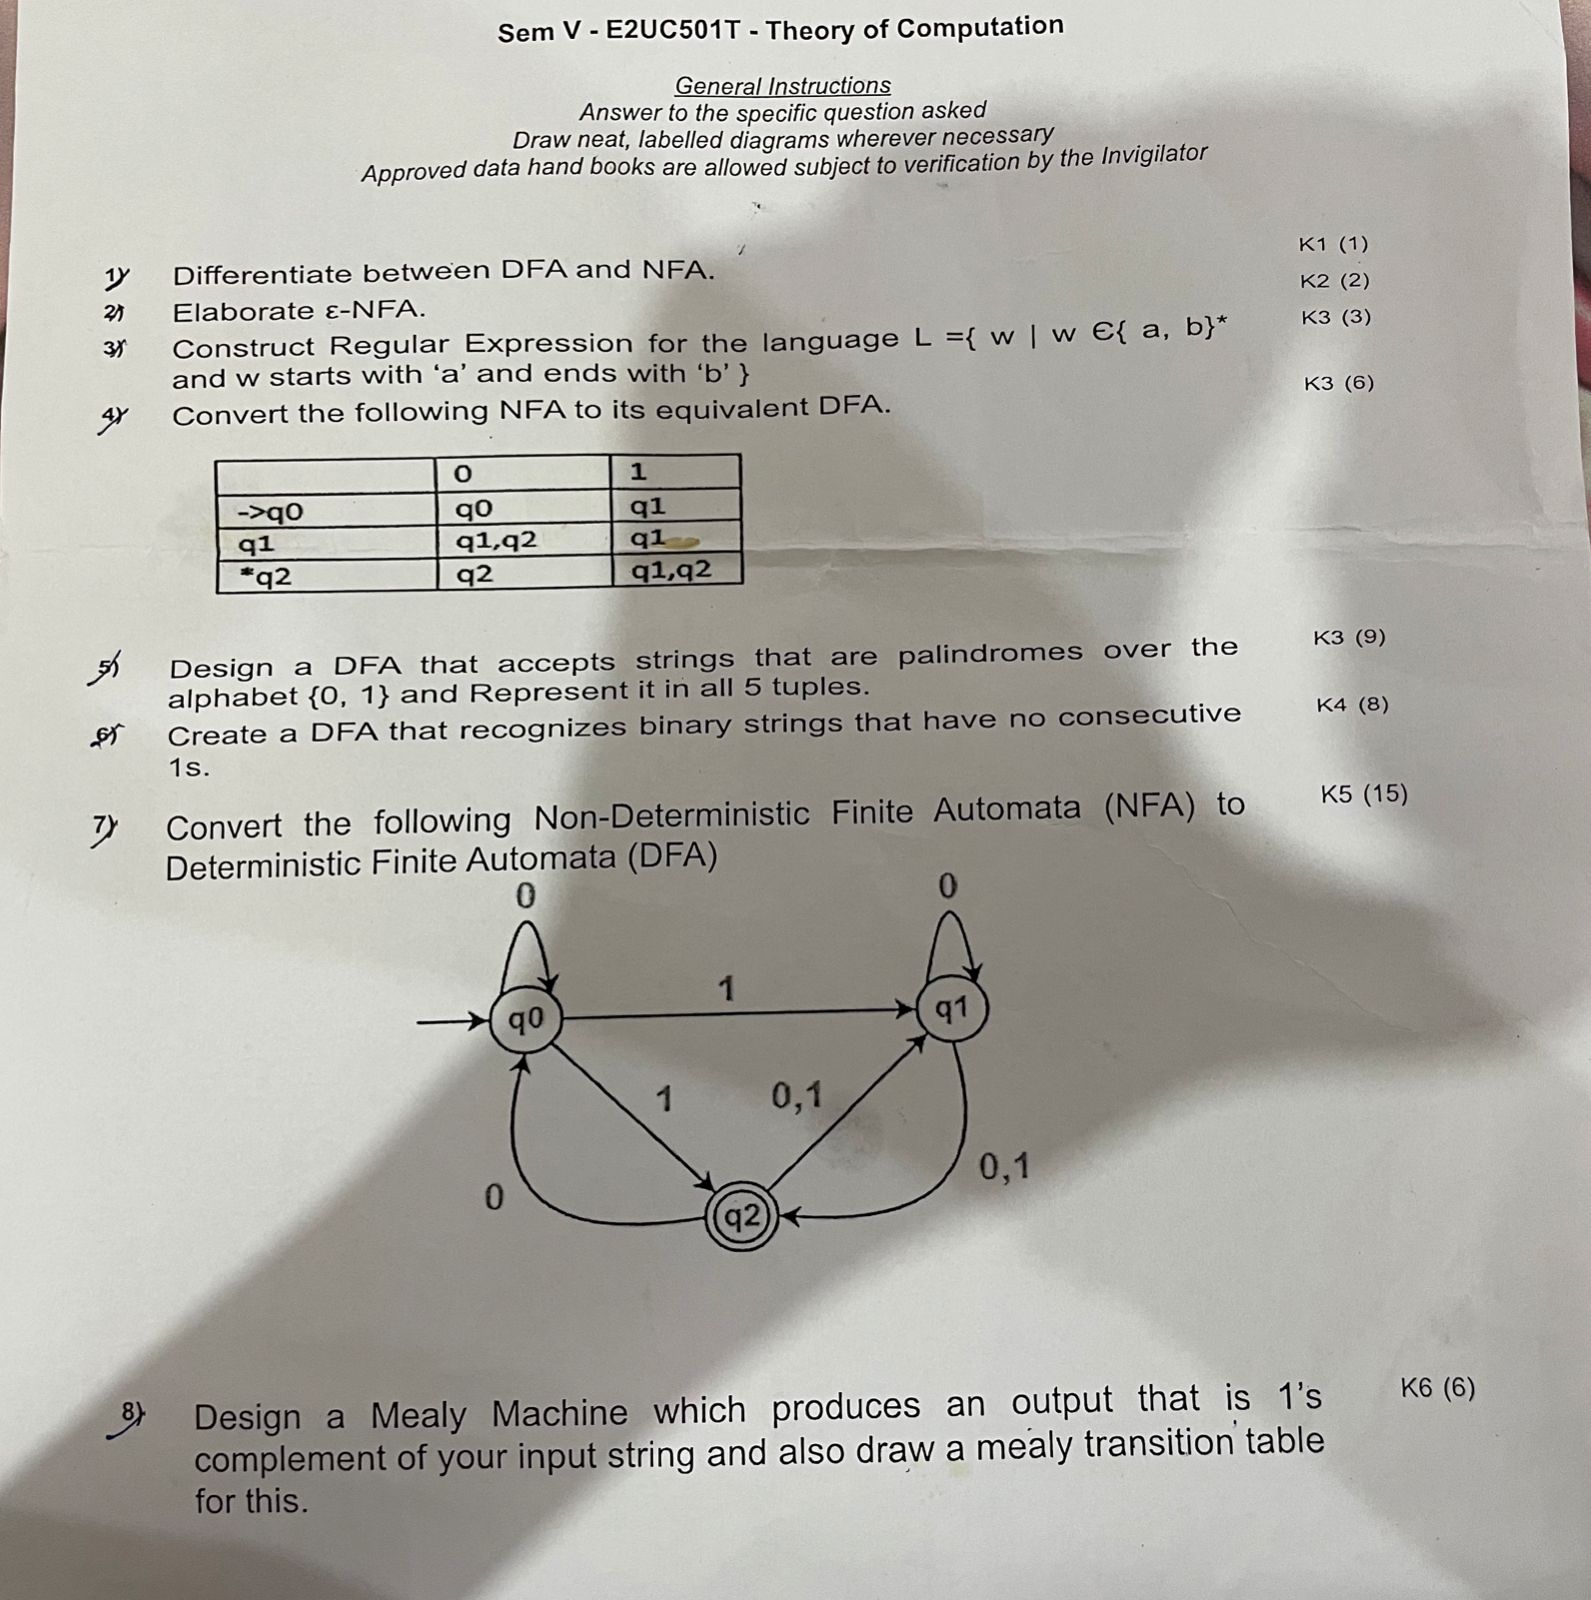 Sem V - E2UC501T - Theory of Computation
General Instructions
Answer to the specific question asked
Draw neat, labelled diagrams wherever necessary
Approved data hand books are allowed subject to verification by the Invigilator
1) Differentiate between DFA and NFA. K1 (1)
2) Elaborate ε-NFA. K2 (2)
3) Construct Regular Expression for the language L ={ w | w Є{ a, b}* K3 (3)
and w starts with ‘a’ and ends with ‘b’ }
4) Convert the following NFA to its equivalent DFA. K3 (6)
0 1
->q0 q0 q1
q1 q1,q2 q1
*q2 q2 q1,q2
5) Design a DFA that accepts strings that are palindromes over the K3 (9)
alphabet {0, 1} and Represent it in all 5 tuples.
6) Create a DFA that recognizes binary strings that have no consecutive K4 (8)
1s.
7) Convert the following Non-Deterministic Finite Automata (NFA) to K5 (15)
Deterministic Finite Automata (DFA)
0 0
1
q0 q1
1 0,1
0 0,1
q2
8) Design a Mealy Machine which produces an output that is 1’s K6 (6)
complement of your input string and also draw a mealy transition table
for this.